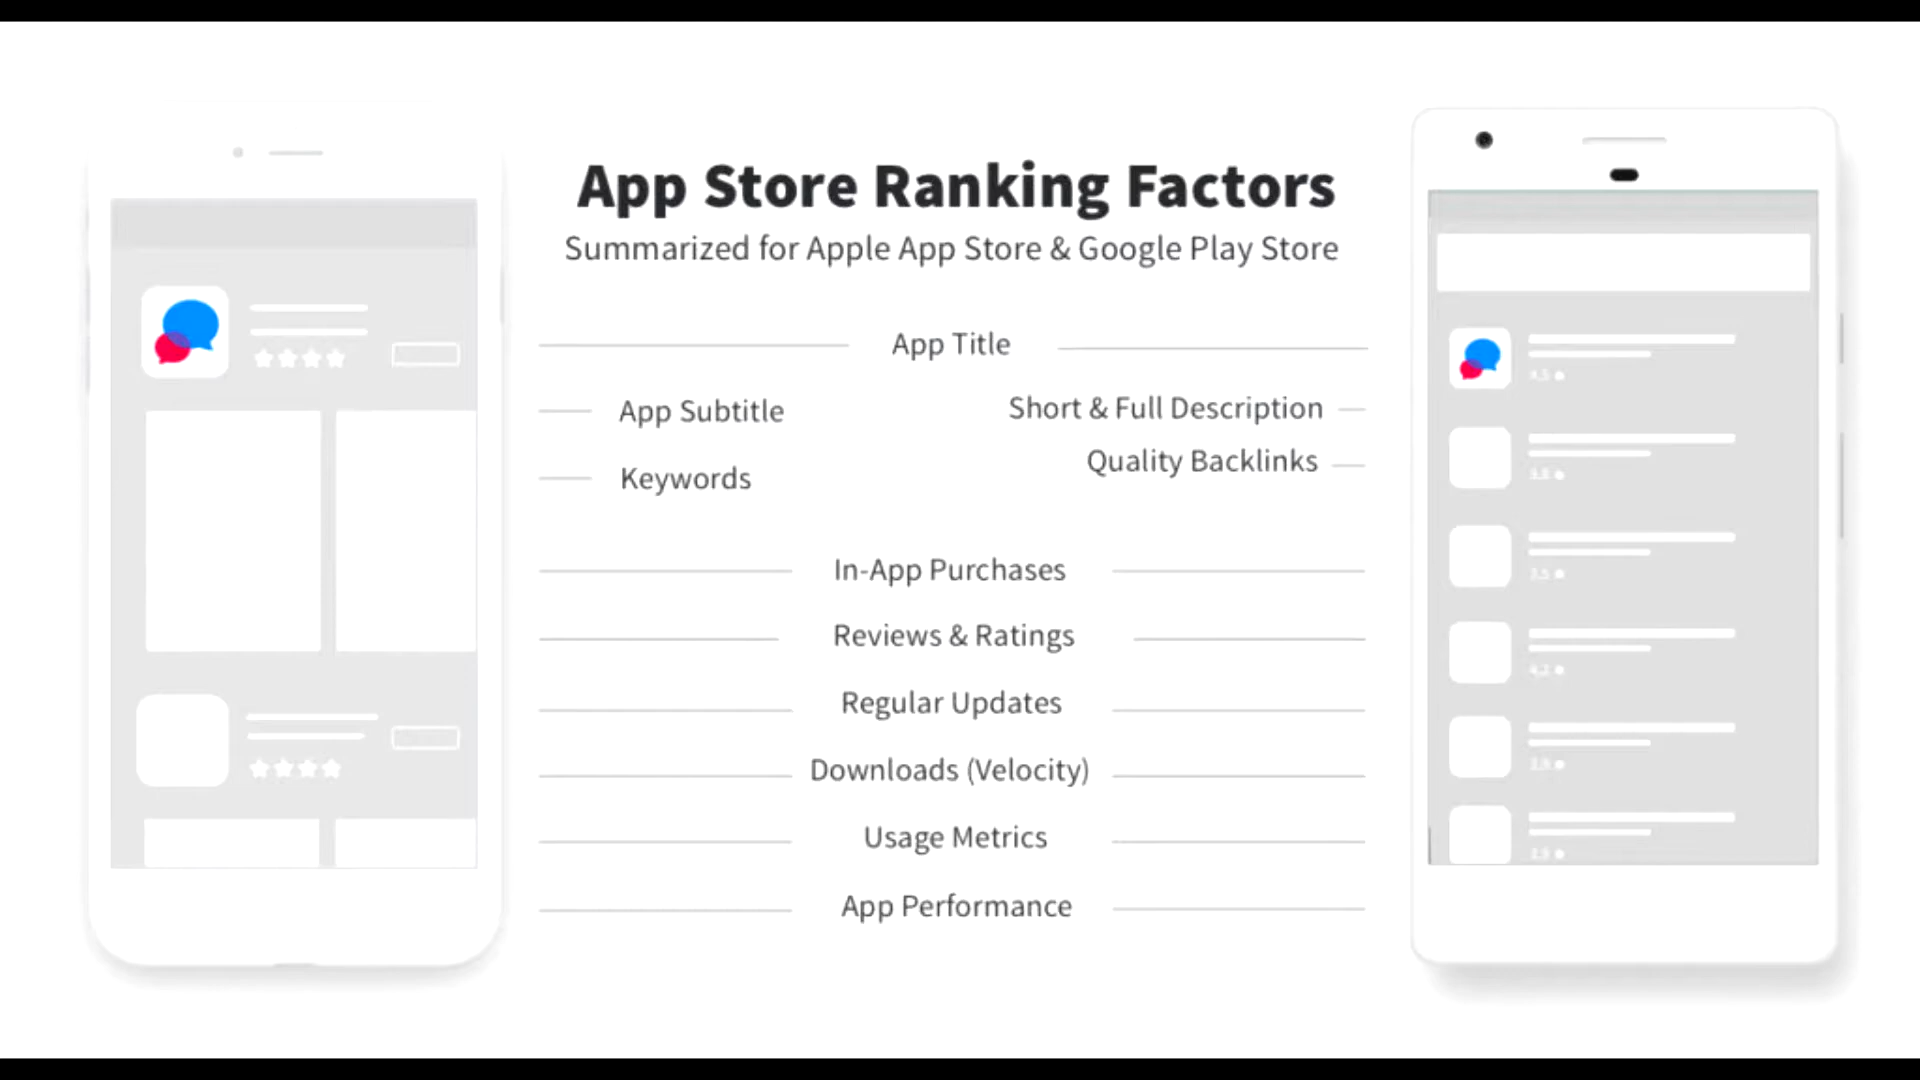 App Store Ranking Factors
Summarized for Apple App Store & Google Play Store
App Title
App Subtitle
Short & Full Description
Keywords
Quality Backlinks
In-App Purchases
Reviews & Ratings
Regular Updates
Downloads (Velocity)
Usage Metrics
App Performance